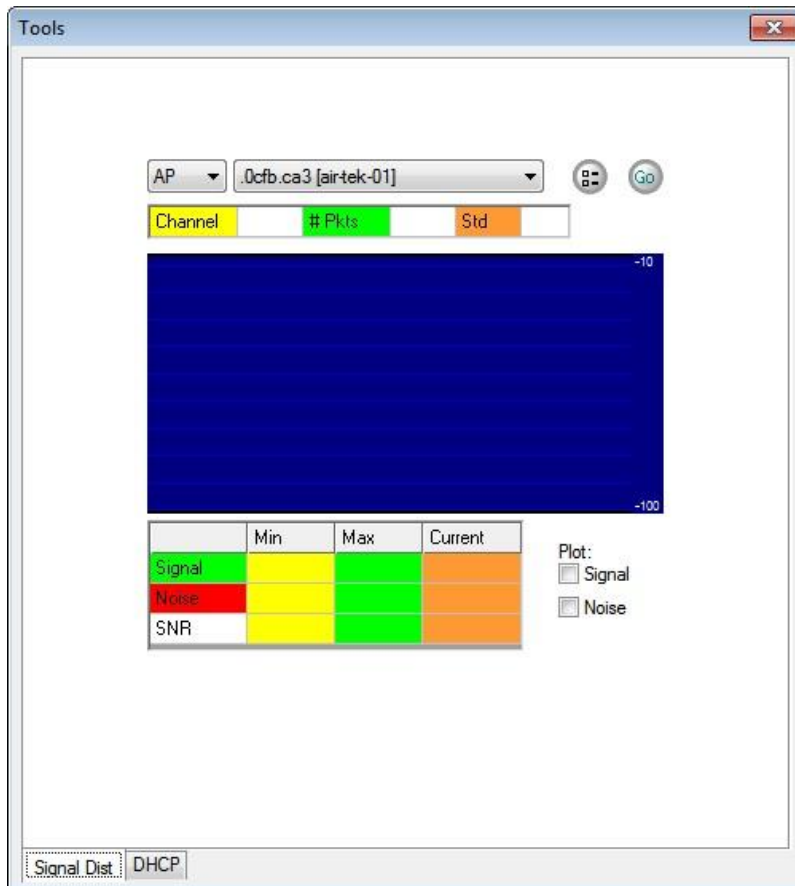 Tools
AP .0cfb.ca3 [air-tek-01] Go
Channel # Pkts Std
-10
-100
Min Max Current
Signal
Noise
SNR
Plot:
Signal
Noise
Signal Dist DHCP